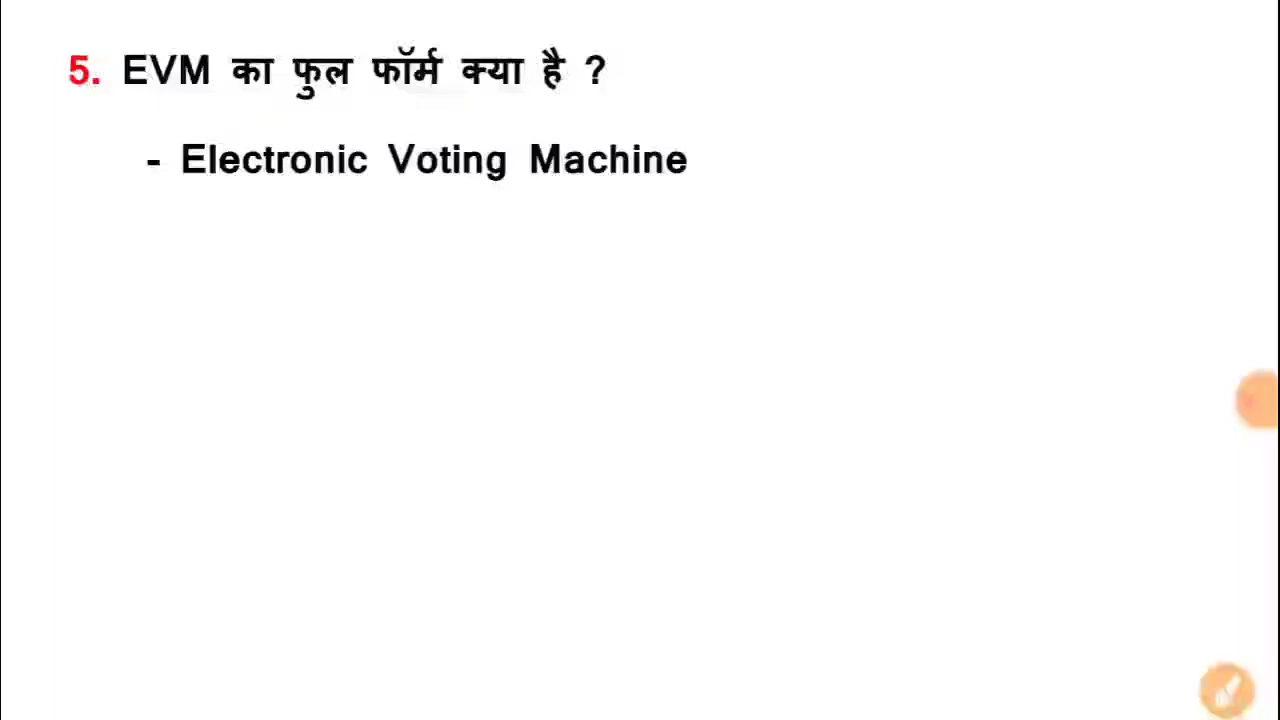 5. EVM का फुल फॉर्म क्या है ?
- Electronic Voting Machine